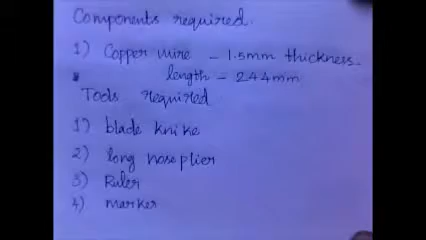 Components required.
1) Copper wire - 1.5mm thickness.
length - 244mm
Tools required
1) blade knike
2) long nose plier
3) Ruler
4) marker